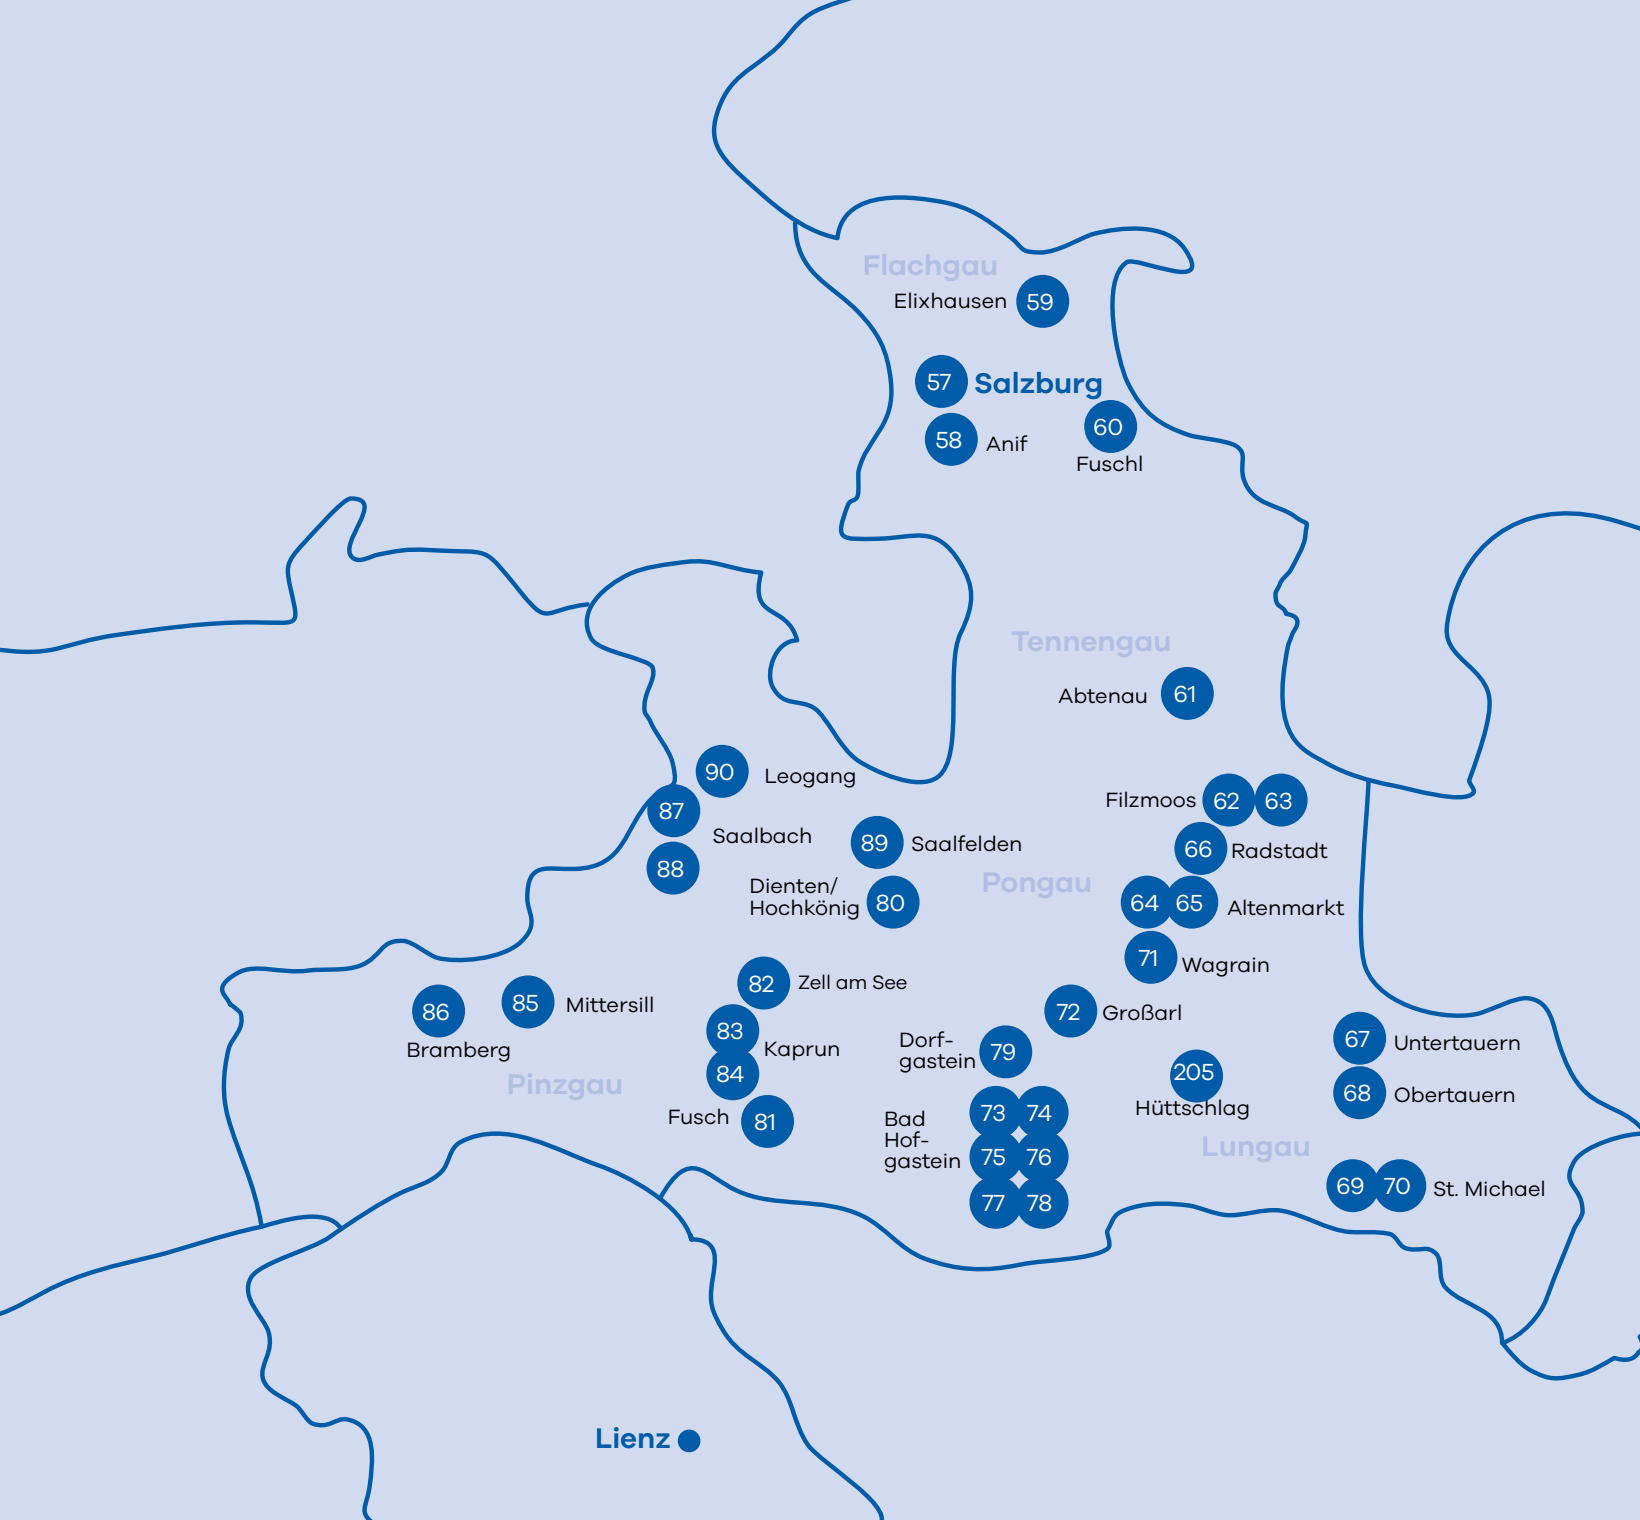 Flachgau
Elixhausen 59
57 Salzburg
58 Anif
60
Fuschl
Tennengau
Abtenau 61
90 Leogang
87
Saalbach
88
Filzmoos 62 63
89 Saalfelden
66 Radstadt
Dienten/
Hochkönig 80
Pongau
64 65 Altenmarkt
71 Wagrain
82 Zell am See
86
Bramberg
85 Mittersill
83
Kaprun
84
Pinzgau
Fusch 81
72 Großarl
Dorf-
gastein 79
205
Hüttschlag
67 Untertauern
68 Obertauern
Bad
Hof-
gastein
73 74
75 76
77 78
Lungau
69 70 St. Michael
Lienz